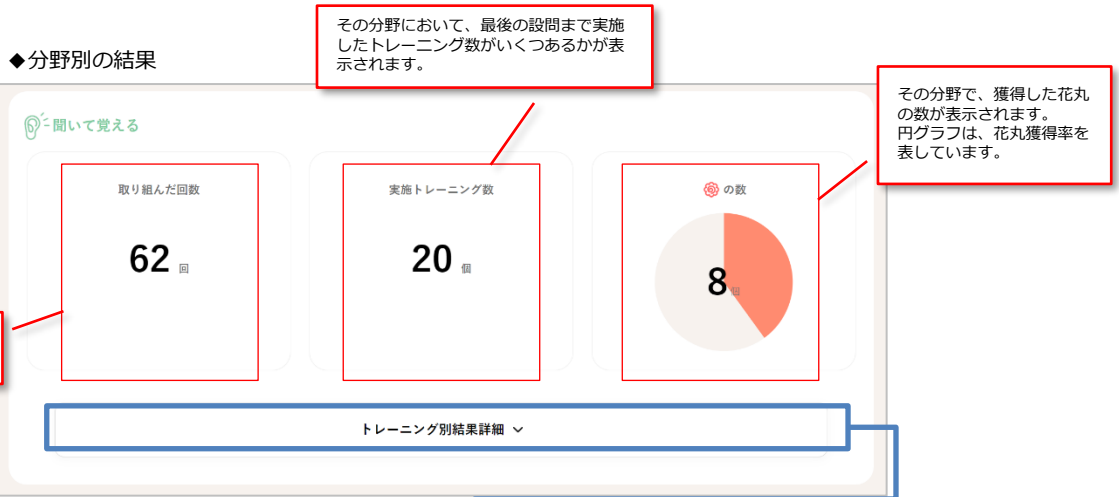 その分野において、最後の設問まで実施
したトレーニング数がいくつあるかが表
示されます。
◆分野別の結果
その分野で、獲得した花丸
の数が表示されます。
円グラフは、花丸獲得率を
表しています。
聞いて覚える
取り組んだ回数
実施トレーニング数
の数
62 回
20 個
8 個
トレーニング別結果詳細